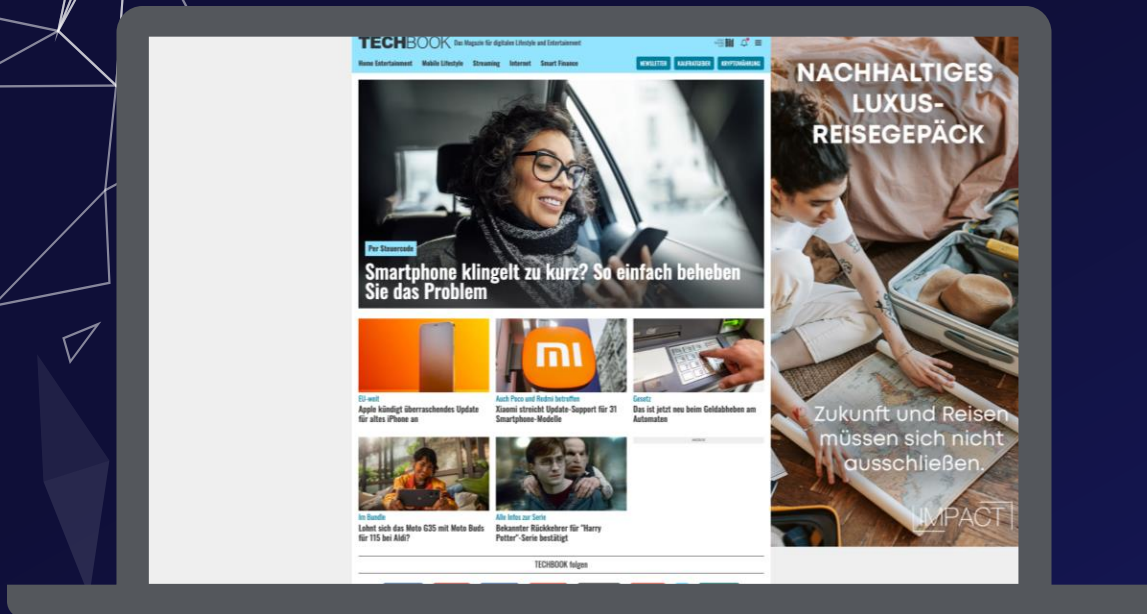 TECHBOOK Das Magazin für digitalen Lifestyle und Entertainment
Home Entertainment Mobile Lifestyle Streaming Internet Smart Finance
NEWSLETTER KAUFRATGEBER KRYPTOWÄHRUNG
Per Steuercode
Smartphone klingelt zu kurz? So einfach beheben
Sie das Problem
EU-weit
Apple kündigt überraschendes Update
für altes iPhone an
Auch Poco und Redmi betroffen
Xiaomi streicht Update-Support für 31
Smartphone-Modelle
Gesetz
Das ist jetzt neu beim Geldabheben am
Automaten
Im Bundle
Lohnt sich das Moto G35 mit Moto Buds
für 115 bei Aldi?
Alle Infos zur Serie
Bekannter Rückkehrer für "Harry
Potter"-Serie bestätigt
TECHBOOK folgen
NACHHALTIGES
LUXUS-
REISEGEPÄCK
Zukunft und Reisen
müssen sich nicht
ausschließen.
IMPACT